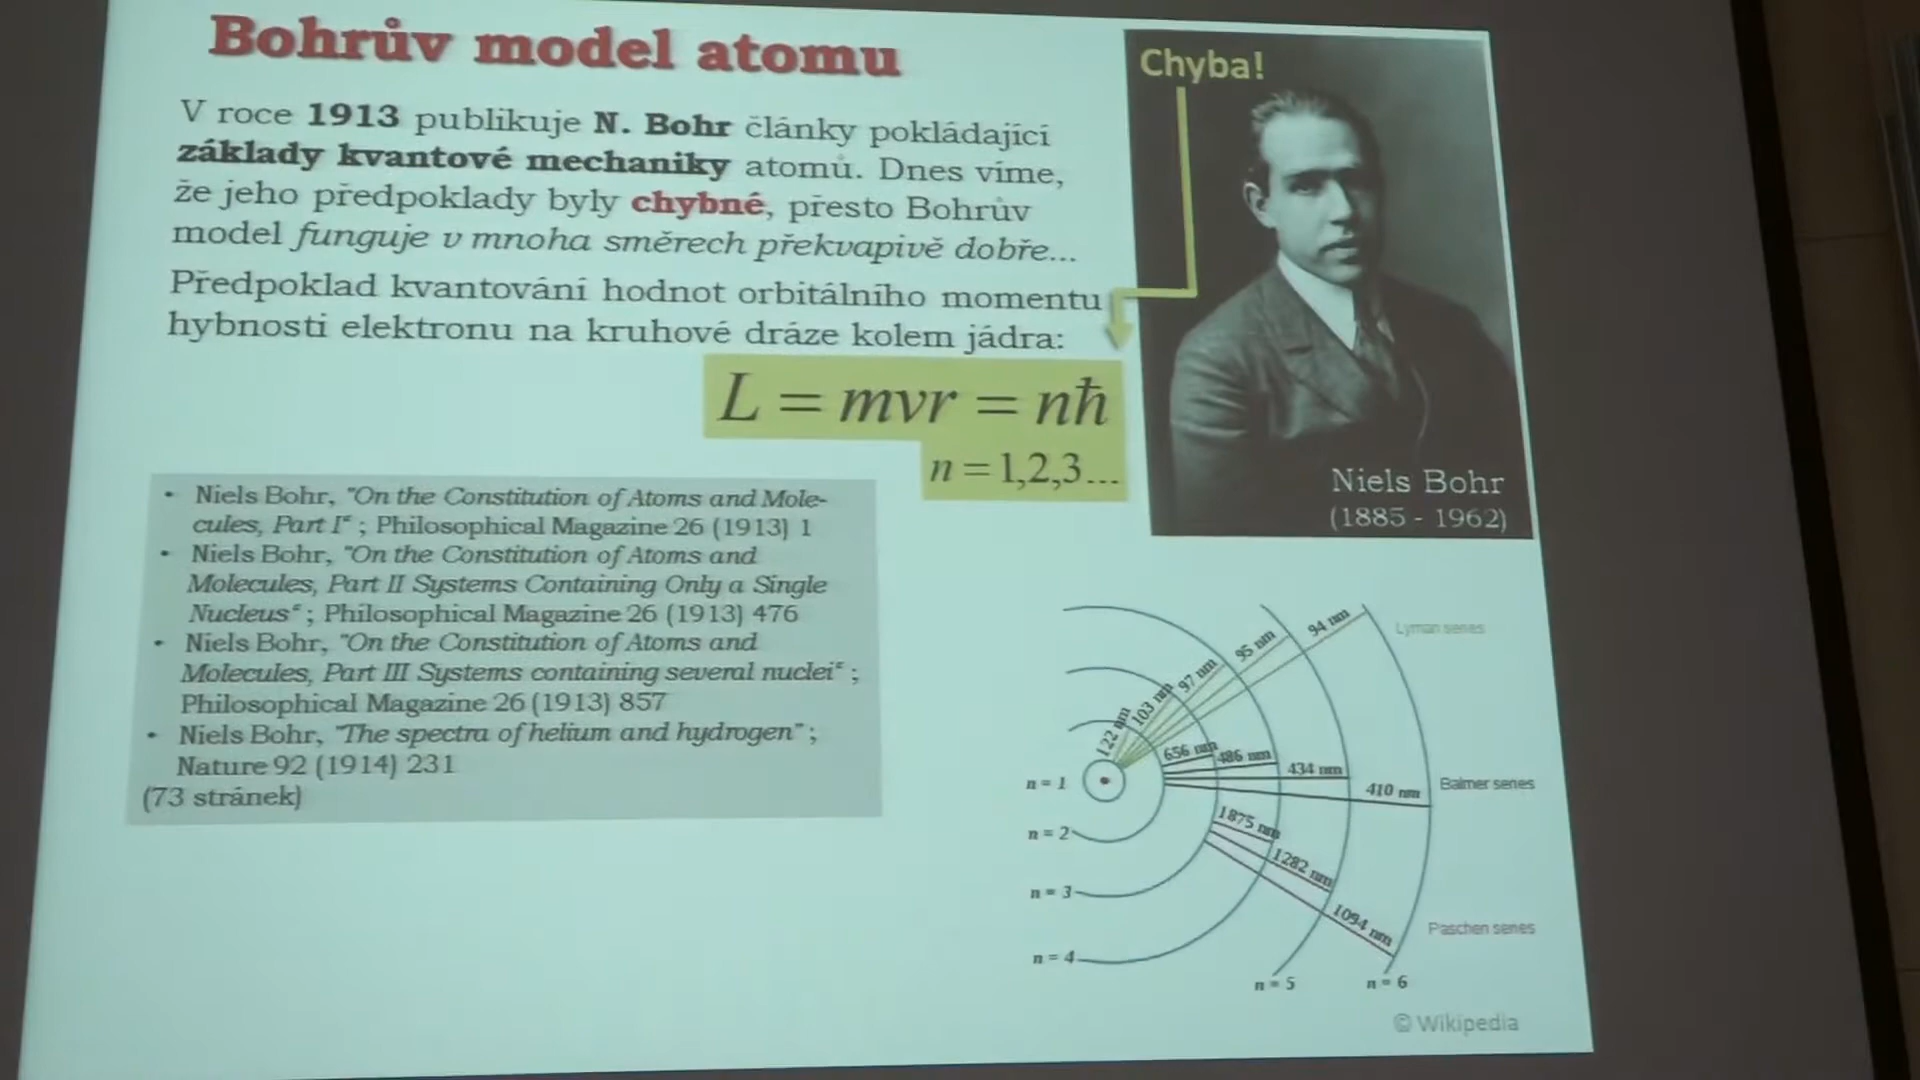 Bohrův model atomu
V roce 1913 publikuje N. Bohr články pokládající
základy kvantové mechaniky atomů. Dnes víme,
že jeho předpoklady byly chybné, přesto Bohrův
model funguje v mnoha směrech překvapivě dobře...
Předpoklad kvantování hodnot orbitálního momentu
hybnosti elektronu na kruhové dráze kolem jádra:
L = mvr = nħ
n = 1,2,3...
Chyba!
Niels Bohr
(1885 - 1962)
• Niels Bohr, "On the Constitution of Atoms and Mole-
cules, Part I" ; Philosophical Magazine 26 (1913) 1
• Niels Bohr, "On the Constitution of Atoms and
Molecules, Part II Systems Containing Only a Single
Nucleus" ; Philosophical Magazine 26 (1913) 476
• Niels Bohr, "On the Constitution of Atoms and
Molecules, Part III Systems containing several nuclei" ;
Philosophical Magazine 26 (1913) 857
• Niels Bohr, "The spectra of helium and hydrogen" ;
Nature 92 (1914) 231
(73 stránek)
122 nm
103 nm
97 nm
95 nm
94 nm
Lyman series
656 nm
486 nm
434 nm
410 nm
Balmer series
1875 nm
1282 nm
1094 nm
Paschen series
n = 1
n = 2
n = 3
n = 4
n = 5
n = 6
© Wikipedia